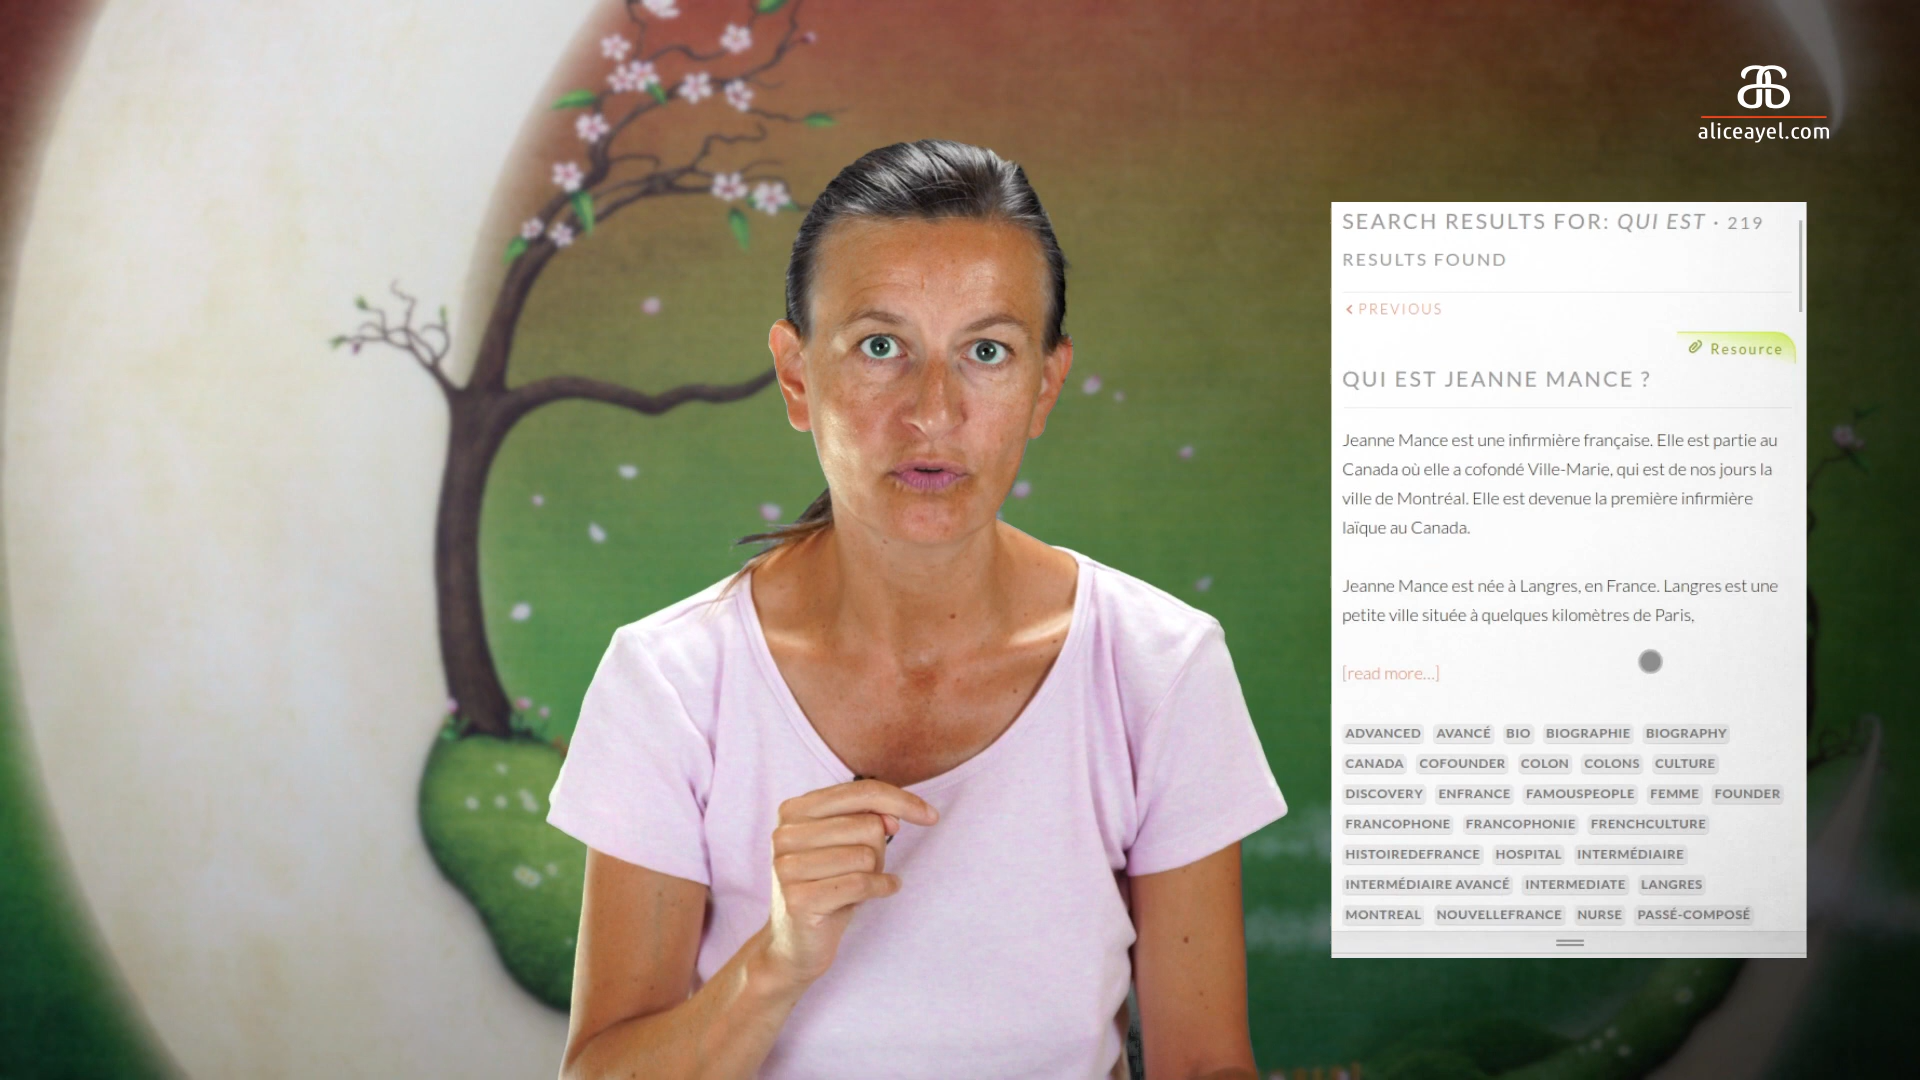 aliceayel.com
SEARCH RESULTS FOR: QUI EST · 219
RESULTS FOUND
PREVIOUS
Resource
QUI EST JEANNE MANCE ?
Jeanne Mance est une infirmière française. Elle est partie au
Canada où elle a cofondé Ville-Marie, qui est de nos jours la
ville de Montréal. Elle est devenue la première infirmière
laïque au Canada.
Jeanne Mance est née à Langres, en France. Langres est une
petite ville située à quelques kilomètres de Paris,
[read more...]
ADVANCED AVANCÉ BIO BIOGRAPHIE BIOGRAPHY
CANADA COFOUNDER COLON COLONS CULTURE
DISCOVERY ENFRANCE FAMOUSPEOPLE FEMME FOUNDER
FRANCOPHONE FRANCOPHONIE FRENCHCULTURE
HISTOIREDEFRANCE HOSPITAL INTERMÉDIAIRE
INTERMÉDIAIRE AVANCÉ INTERMEDIATE LANGRES
MONTREAL NOUVELLEFRANCE NURSE PASSÉ-COMPOSÉ